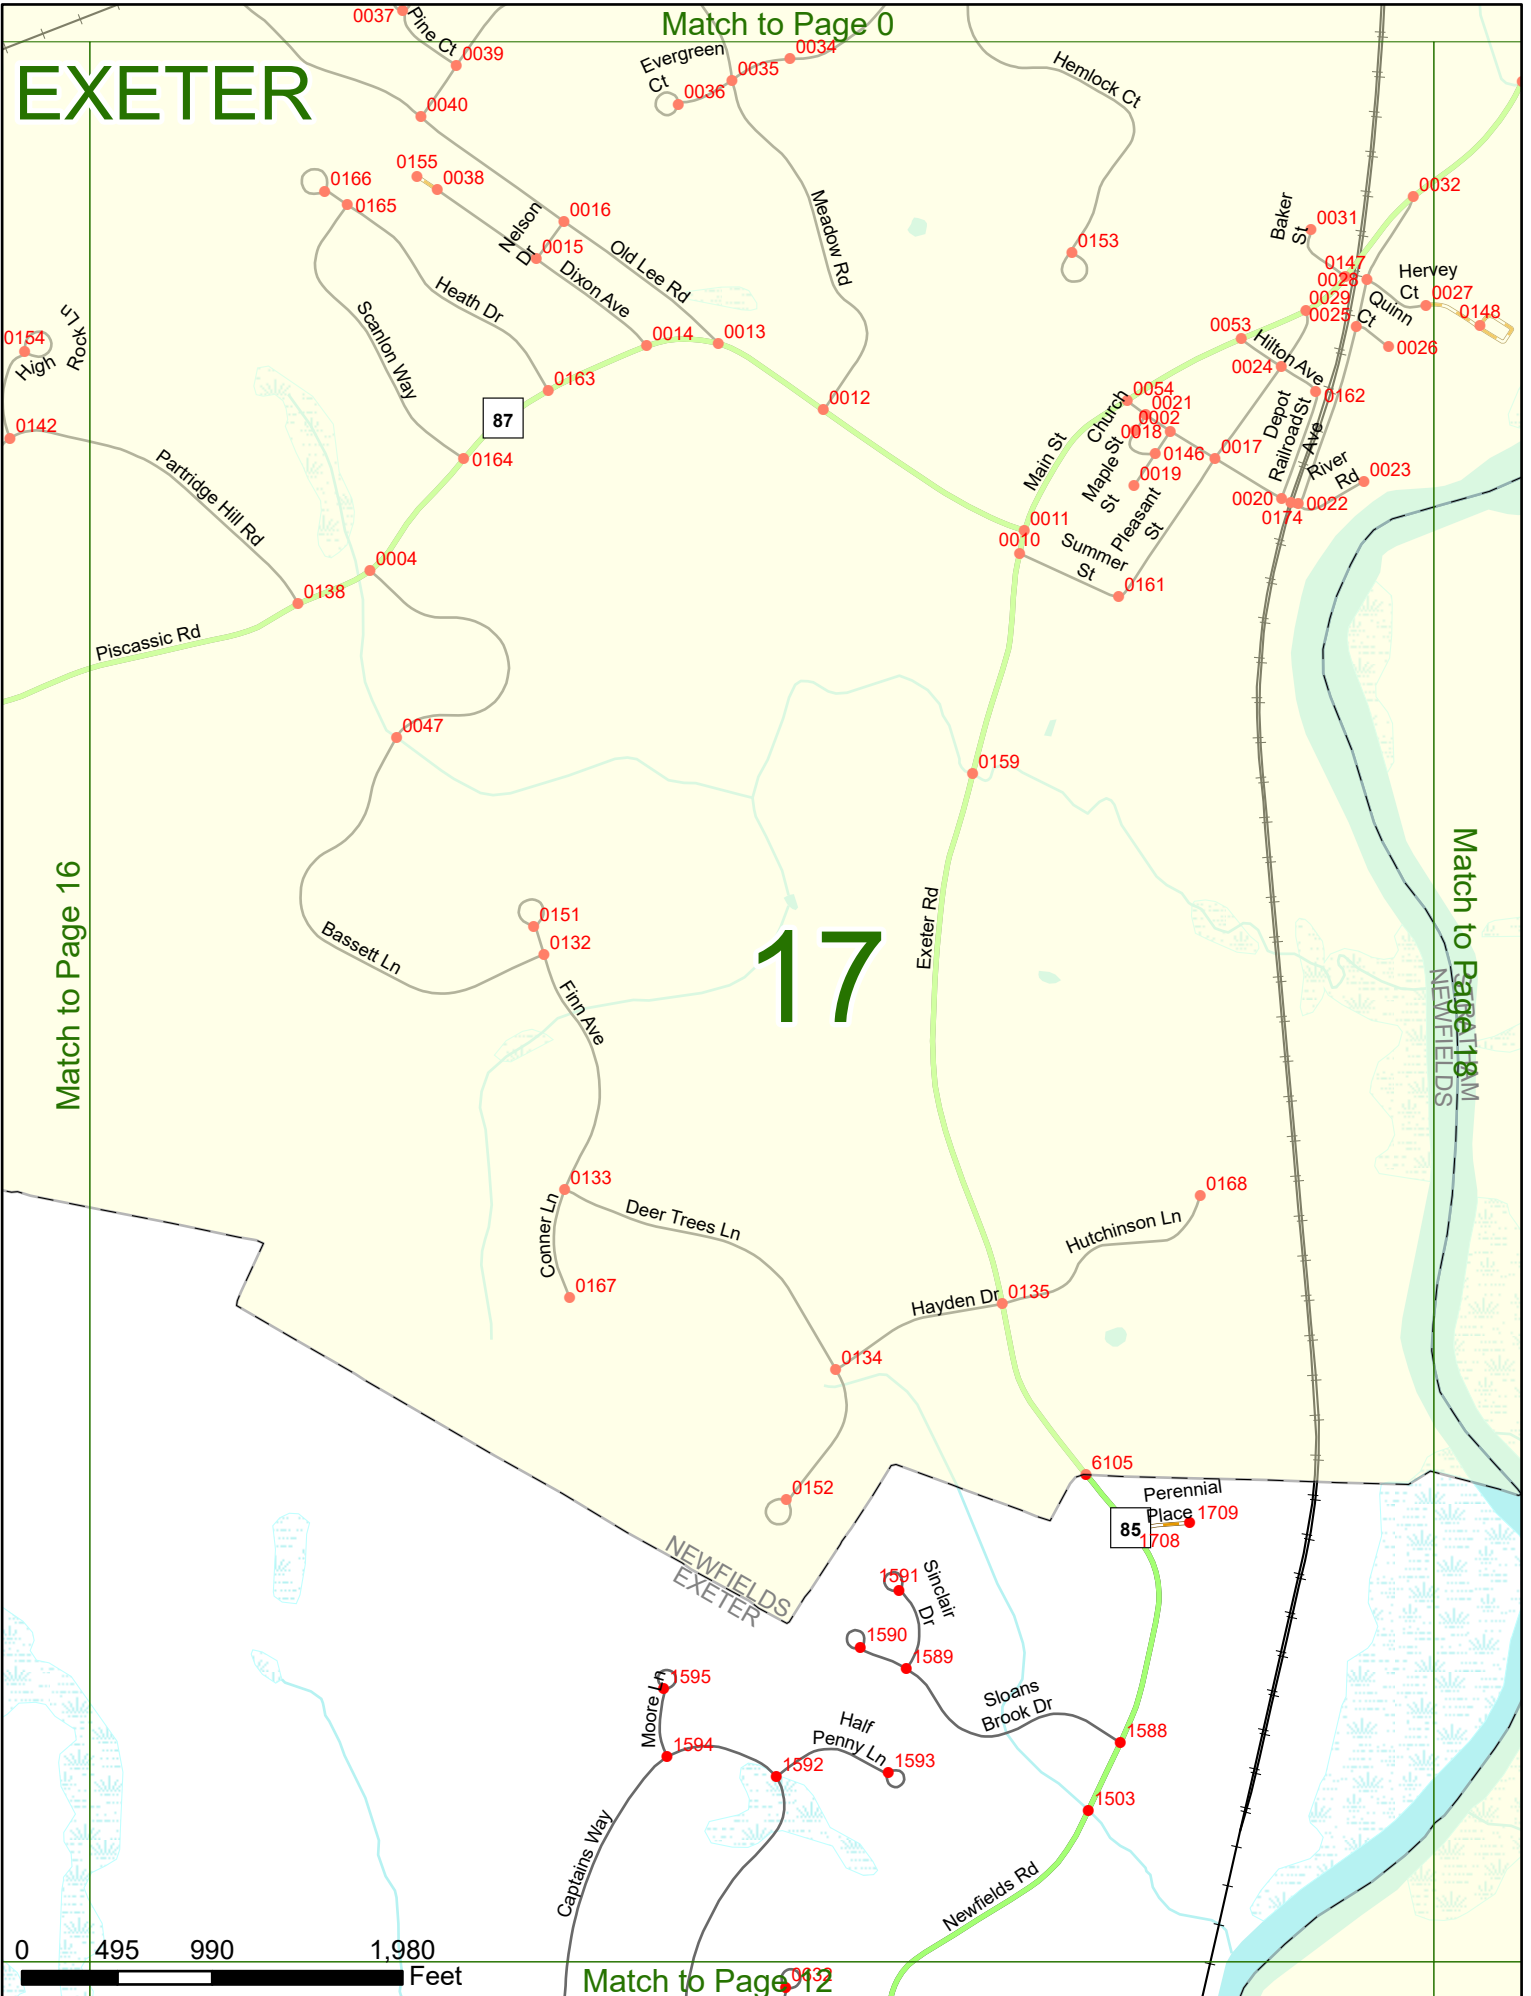 Match to Page 0
EXETER
0037
Pine Ct
0039
0040
Evergreen
Ct
0036
0035
0034
Hemlock Ct
0155
0038
0166
0165
Nelson
Dr
0016
0015
Old Lee Rd
Dixon Ave
Meadow Rd
0153
Baker
St
0031
0032
0147
0028
Hervey
Ct
0027
0148
Quinn
Ct
0029
0025
0026
0053
Hilton Ave
0024
0162
Heath Dr
Scanlon Way
0014
0013
0163
0012
87
0164
High
Rock Ln
0154
0142
Partridge Hill Rd
Main St
0054
Church
St
0021
0002
0018
0146
0019
Maple
St
Pleasant
St
0017
Depot
Railroad
St
Ave
River
Rd
0023
0020
0022
0174
0011
0010
Summer
St
0161
0004
0138
Piscassic Rd
0047
0159
Match to Page 16
Match to Page 18
STRATHAM
NEWFIELDS
Bassett Ln
0151
0132
Finn Ave
17
Exeter Rd
0133
Deer Trees Ln
Conner Ln
0167
0168
Hutchinson Ln
Hayden Dr
0135
0134
0152
6105
Perennial
Place
1709
85
1708
NEWFIELDS
EXETER
1591
Sinclair
Dr
1590
1589
Sloans
Brook Dr
1588
1595
Moore Ln
1594
Half
Penny Ln
1592
1593
1503
Captains Way
Newfields Rd
0 495 990 1,980
Feet
0632
Match to Page 12